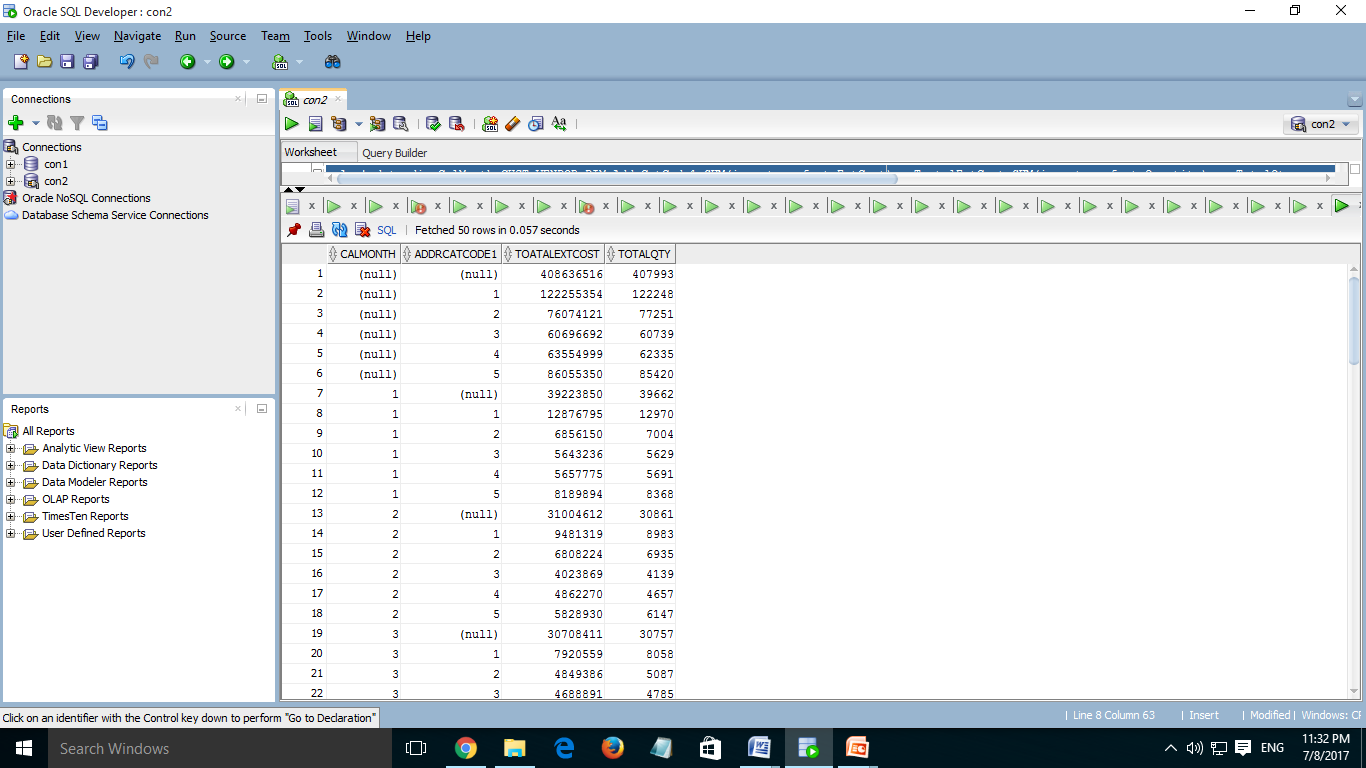 Oracle SQL Developer : con2
File Edit View Navigate Run Source Team Tools Window Help
Connections
Connections
con1
con2
Oracle NoSQL Connections
Database Schema Service Connections
Reports
All Reports
Analytic View Reports
Data Dictionary Reports
Data Modeler Reports
OLAP Reports
TimesTen Reports
User Defined Reports
con2
con2
Worksheet Query Builder
SQL Fetched 50 rows in 0.057 seconds
CALMONTH ADDRCATCODE1 TOATALEXTCOST TOTALQTY
1 (null) (null) 408636516 407993
2 (null) 1 122255354 122248
3 (null) 2 76074121 77251
4 (null) 3 60696692 60739
5 (null) 4 63554999 62335
6 (null) 5 86055350 85420
7 1 (null) 39223850 39662
8 1 1 12876795 12970
9 1 2 6856150 7004
10 1 3 5643236 5629
11 1 4 5657775 5691
12 1 5 8189894 8368
13 2 (null) 31004612 30861
14 2 1 9481319 8983
15 2 2 6808224 6935
16 2 3 4023869 4139
17 2 4 4862270 4657
18 2 5 5828930 6147
19 3 (null) 30708411 30757
20 3 1 7920559 8058
21 3 2 4849386 5087
22 3 3 4688891 4785
Click on an identifier with the Control key down to perform "Go to Declaration"
Line 8 Column 63 Insert Modified Windows:
Search Windows
ENG
11:32 PM
7/8/2017